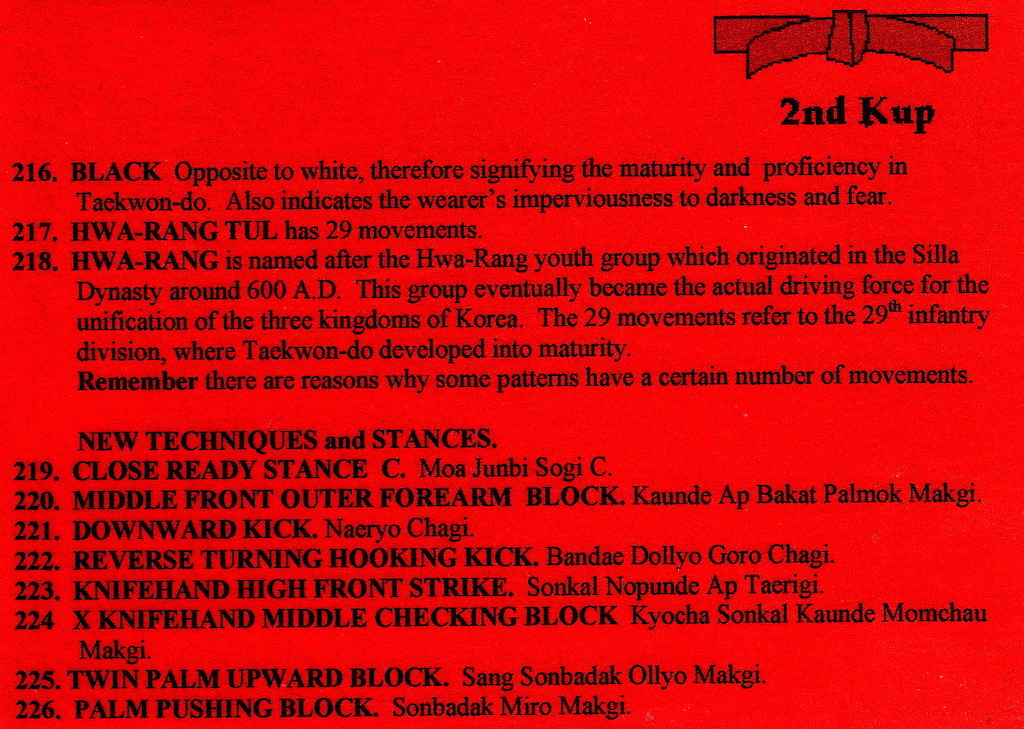 2nd Kup
216. BLACK Opposite to white, therefore signifying the maturity and proficiency in
Taekwon-do. Also indicates the wearer's imperviousness to darkness and fear.
217. HWA-RANG TUL has 29 movements.
218. HWA-RANG is named after the Hwa-Rang youth group which originated in the Silla
Dynasty around 600 A.D. This group eventually became the actual driving force for the
unification of the three kingdoms of Korea. The 29 movements refer to the 29th infantry
division, where Taekwon-do developed into maturity.
Remember there are reasons why some patterns have a certain number of movements.
NEW TECHNIQUES and STANCES.
219. CLOSE READY STANCE C. Moa Junbi Sogi C.
220. MIDDLE FRONT OUTER FOREARM BLOCK. Kaunde Ap Bakat Palmok Makgi.
221. DOWNWARD KICK. Naeryo Chagi.
222. REVERSE TURNING HOOKING KICK. Bandae Dollyo Goro Chagi.
223. KNIFEHAND HIGH FRONT STRIKE. Sonkal Nopunde Ap Taerigi.
224 X KNIFEHAND MIDDLE CHECKING BLOCK Kyocha Sonkal Kaunde Momchau
Makgi.
225. TWIN PALM UPWARD BLOCK. Sang Sonbadak Ollyo Makgi.
226. PALM PUSHING BLOCK. Sonbadak Miro Makgi.